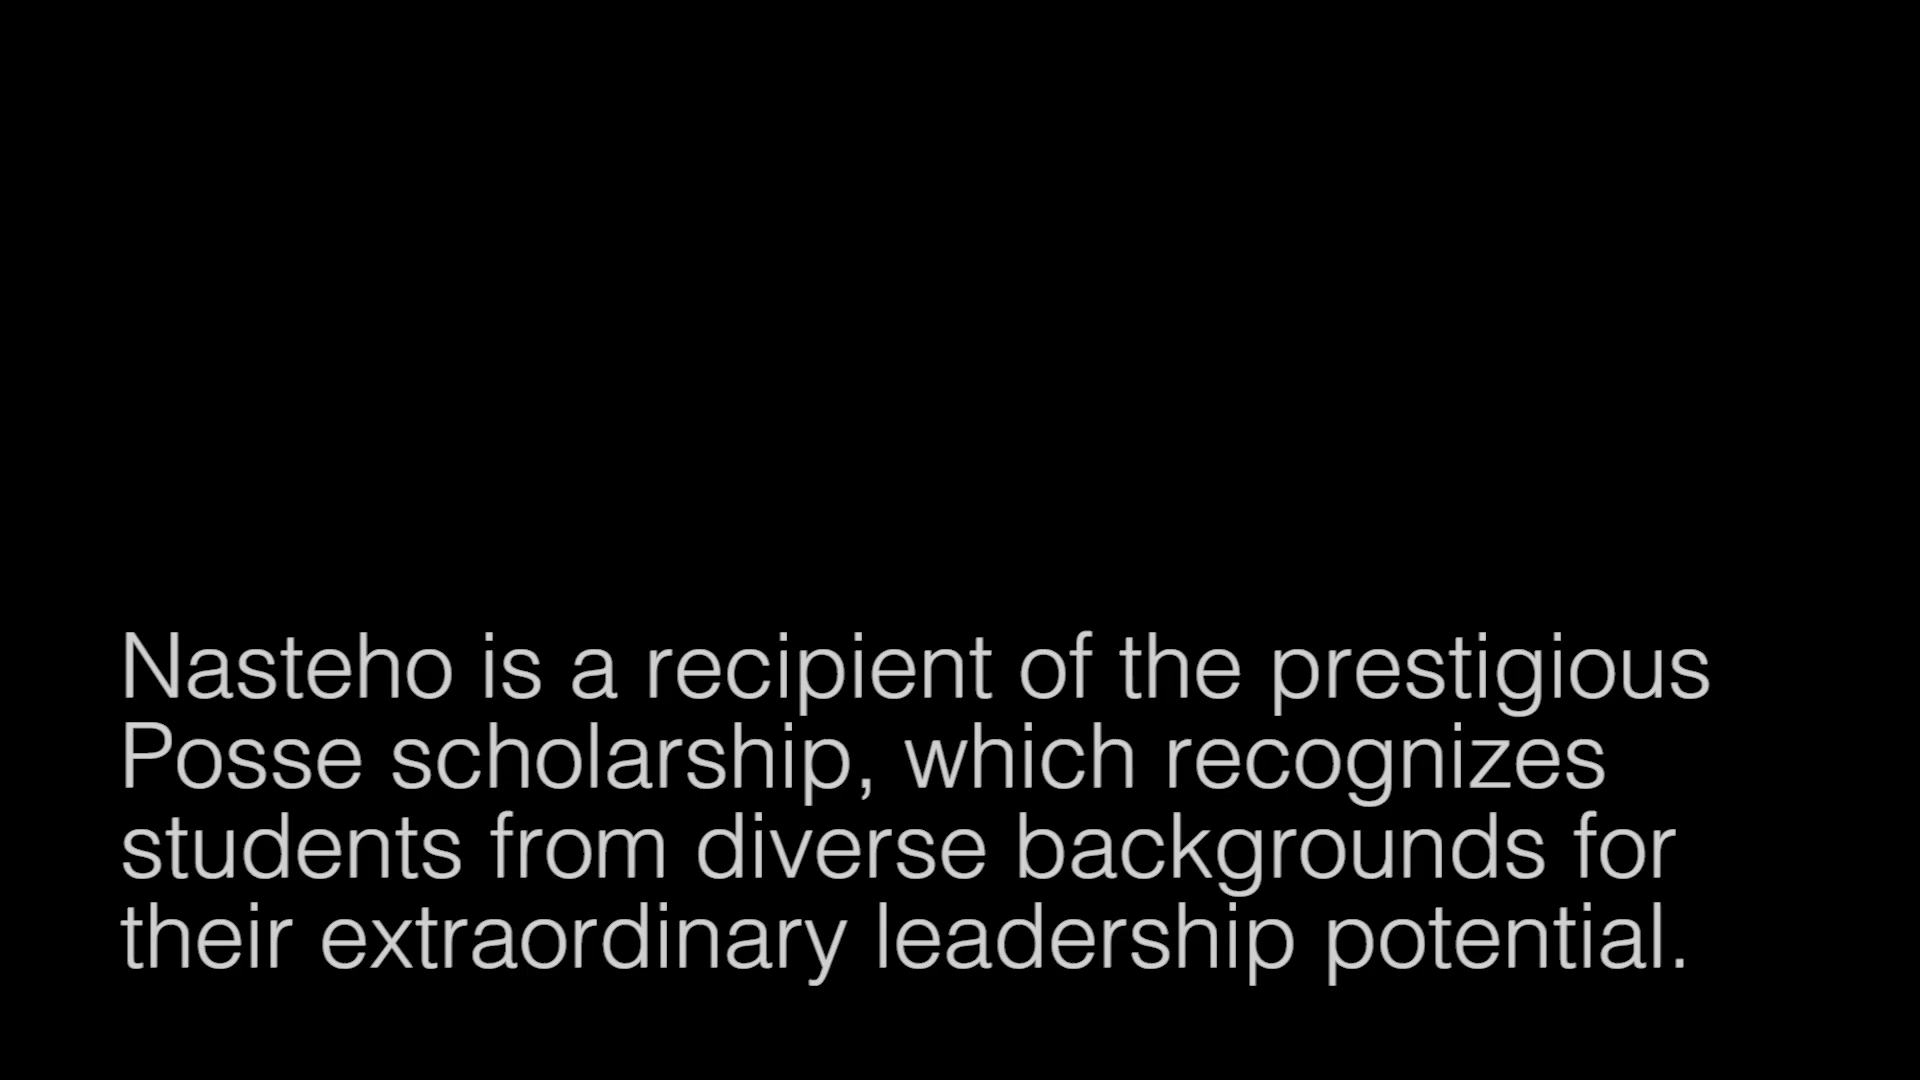 Nasteho is a recipient of the prestigious
Posse scholarship, which recognizes
students from diverse backgrounds for
their extraordinary leadership potential.